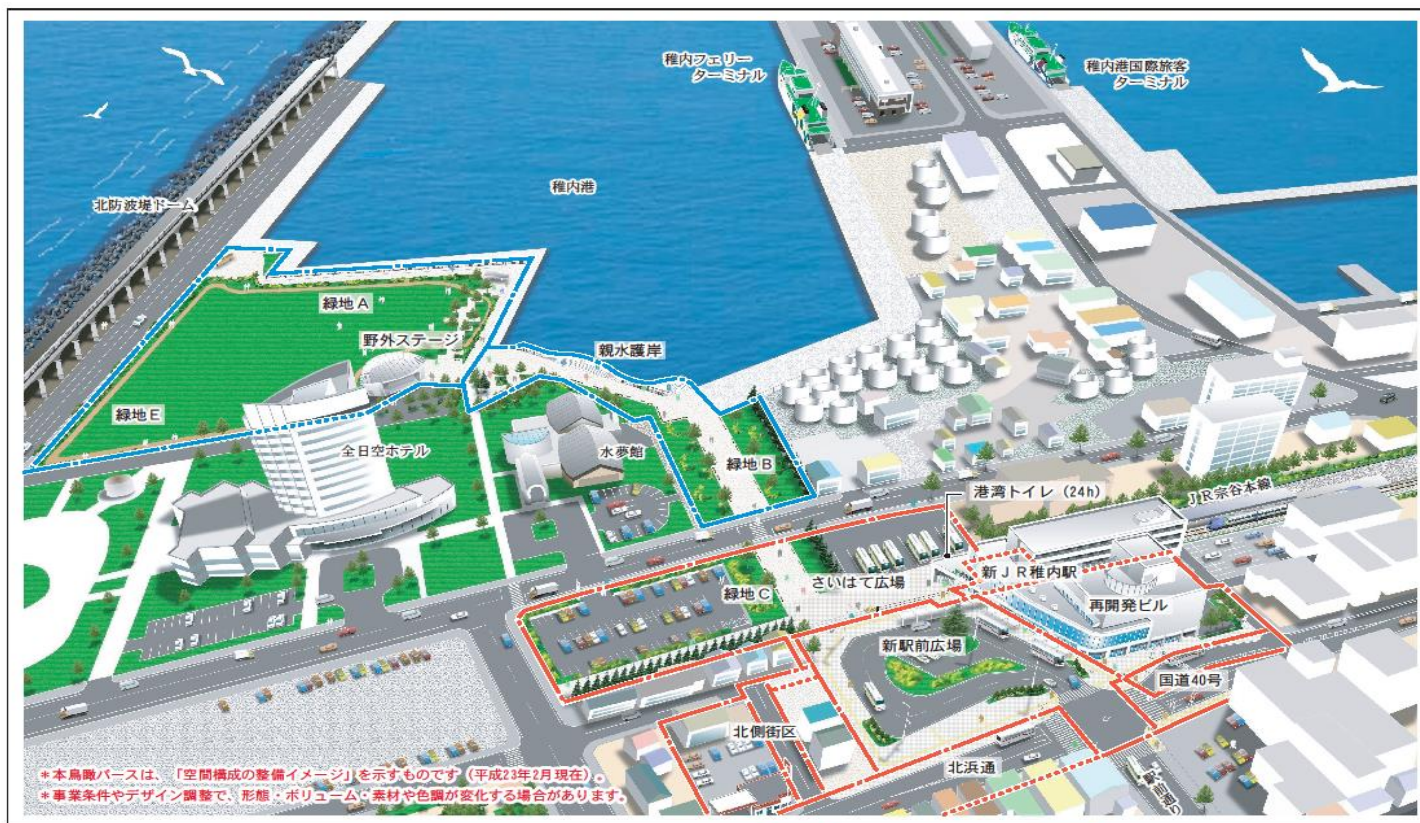 稚内フェリー
ターミナル
稚内港国際旅客
ターミナル
稚内港
北防波堤ドーム
緑地A
野外ステージ
親水護岸
緑地E
全日空ホテル
水夢館
緑地B
港湾トイレ（24h）
JR宗谷本線
緑地C
さいはて広場
新JR稚内駅
再開発ビル
新駅前広場
国道40号
北側街区
北浜通
駅前通り
＊本鳥瞰パースは、「空間構成の整備イメージ」を示すものです（平成23年2月現在）。
＊事業条件やデザイン調整で、形態・ボリューム・素材や色調が変化する場合があります。